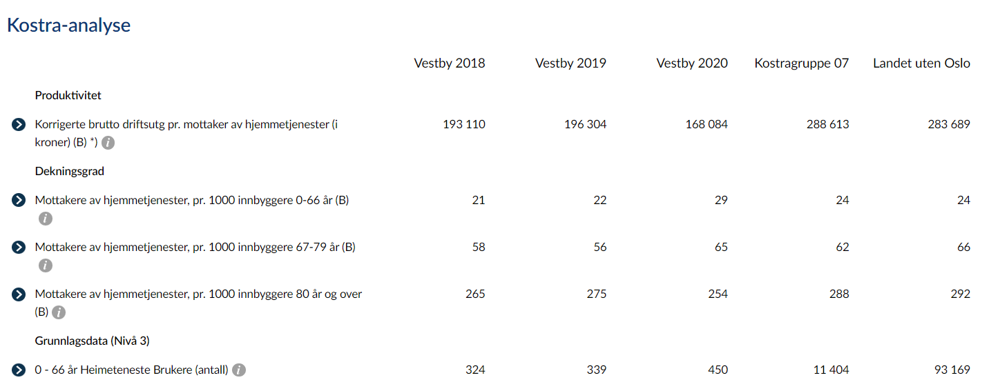 Kostra-analyse
Vestby 2018 Vestby 2019 Vestby 2020 Kostragruppe 07 Landet uten Oslo
Produktivitet
Korrigerte brutto driftsutg pr. mottaker av hjemmetjenester (i 193 110 196 304 168 084 288 613 283 689
kroner) (B) *) i
Dekningsgrad
Mottakere av hjemmetjenester, pr. 1000 innbyggere 0-66 år (B) 21 22 29 24 24
i
Mottakere av hjemmetjenester, pr. 1000 innbyggere 67-79 år (B) 58 56 65 62 66
i
Mottakere av hjemmetjenester, pr. 1000 innbyggere 80 år og over 265 275 254 288 292
(B) i
Grunnlagsdata (Nivå 3)
0 - 66 år Heimeteneste Brukere (antall) i 324 339 450 11 404 93 169